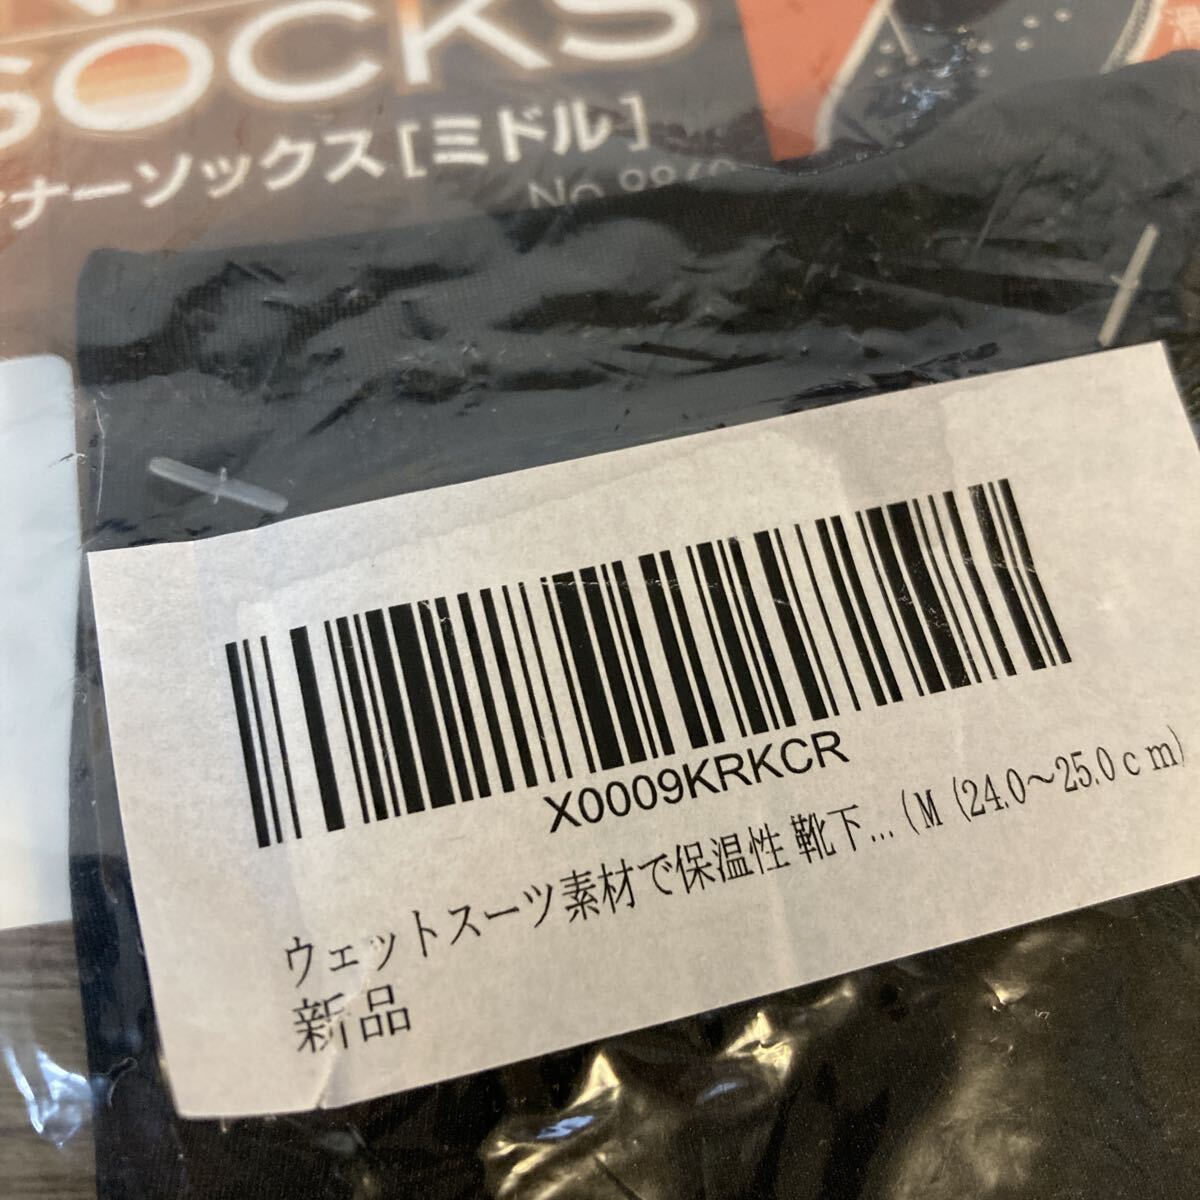 SOCKS
ナーソックス[ミドル]
No.
X0009KRKCR
ウェットスーツ素材で保温性 靴下... (M (24.0～25.0ｃｍ)
新品